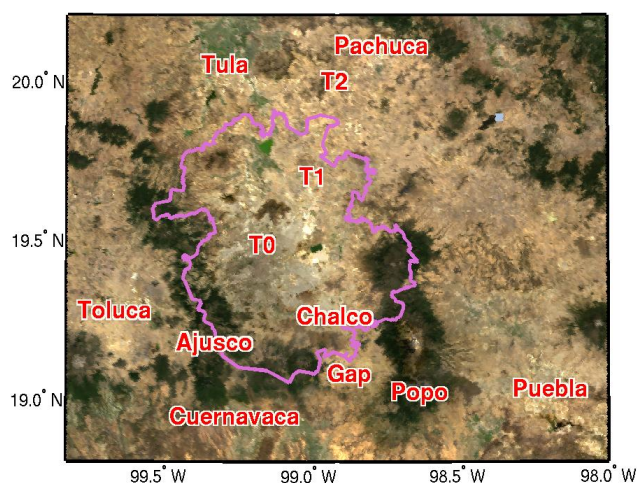 Pachuca
Tula
T2
20.0° N
T1
19.5° N
T0
Toluca
Chalco
Ajusco
Gap
Popo
Puebla
19.0° N
Cuernavaca
99.5° W
99.0° W
98.5° W
98.0° W